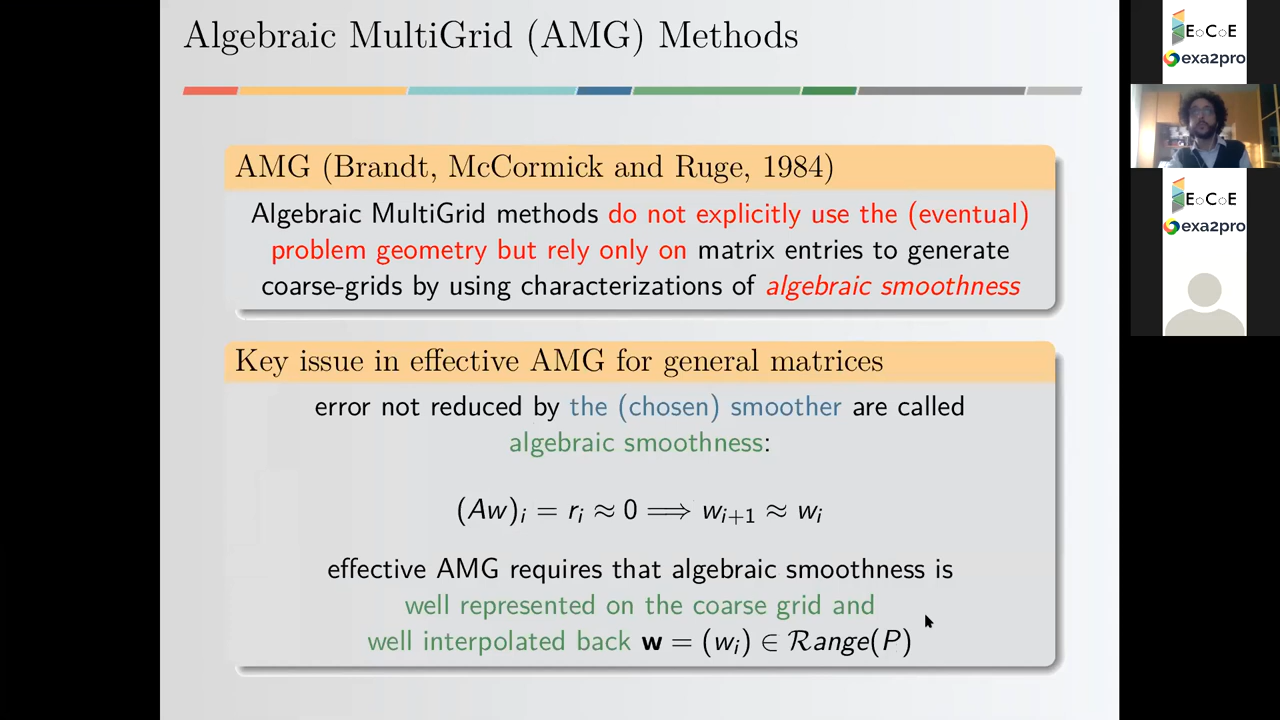 Algebraic MultiGrid (AMG) Methods
AMG (Brandt, McCormick and Ruge, 1984)
Algebraic MultiGrid methods do not explicitly use the (eventual)
problem geometry but rely only on matrix entries to generate
coarse-grids by using characterizations of algebraic smoothness
Key issue in effective AMG for general matrices
error not reduced by the (chosen) smoother are called
algebraic smoothness:
(Aw)ᵢ = rᵢ ≈ 0 ⟹ wᵢ₊₁ ≈ wᵢ
effective AMG requires that algebraic smoothness is
well represented on the coarse grid and
well interpolated back w = (wᵢ) ∈ Range(P)
EoCoE
exa2pro
EoCoE
exa2pro